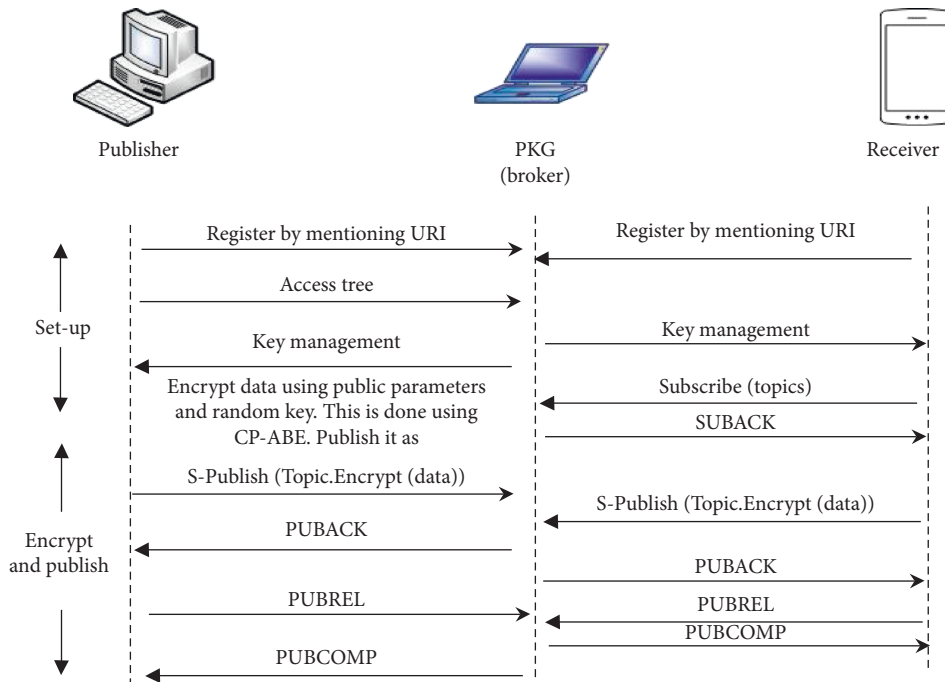 Publisher
PKG
(broker)
Receiver
Register by mentioning URI
Register by mentioning URI
Access tree
Set-up
Key management
Key management
Encrypt data using public parameters
and random key. This is done using
CP-ABE. Publish it as
Subscribe (topics)
SUBACK
S-Publish (Topic.Encrypt (data))
S-Publish (Topic.Encrypt (data))
Encrypt
and publish
PUBACK
PUBACK
PUBREL
PUBREL
PUBCOMP
PUBCOMP